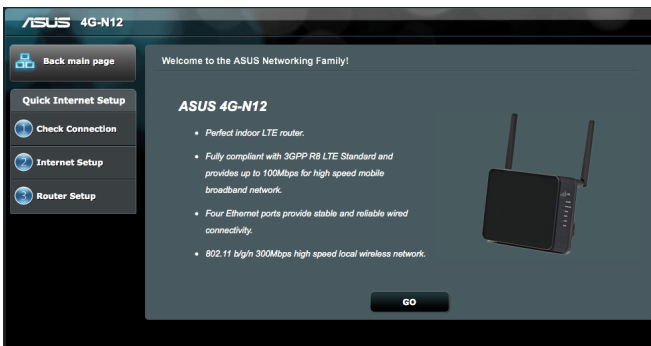 ASUS 4G-N12
Back main page
Quick Internet Setup
1 Check Connection
2 Internet Setup
3 Router Setup
Welcome to the ASUS Networking Family!
ASUS 4G-N12
• Perfect indoor LTE router.
• Fully compliant with 3GPP R8 LTE Standard and
provides up to 100Mbps for high speed mobile
broadband network.
• Four Ethernet ports provide stable and reliable wired
connectivity.
• 802.11 b/g/n 300Mbps high speed local wireless network.
GO